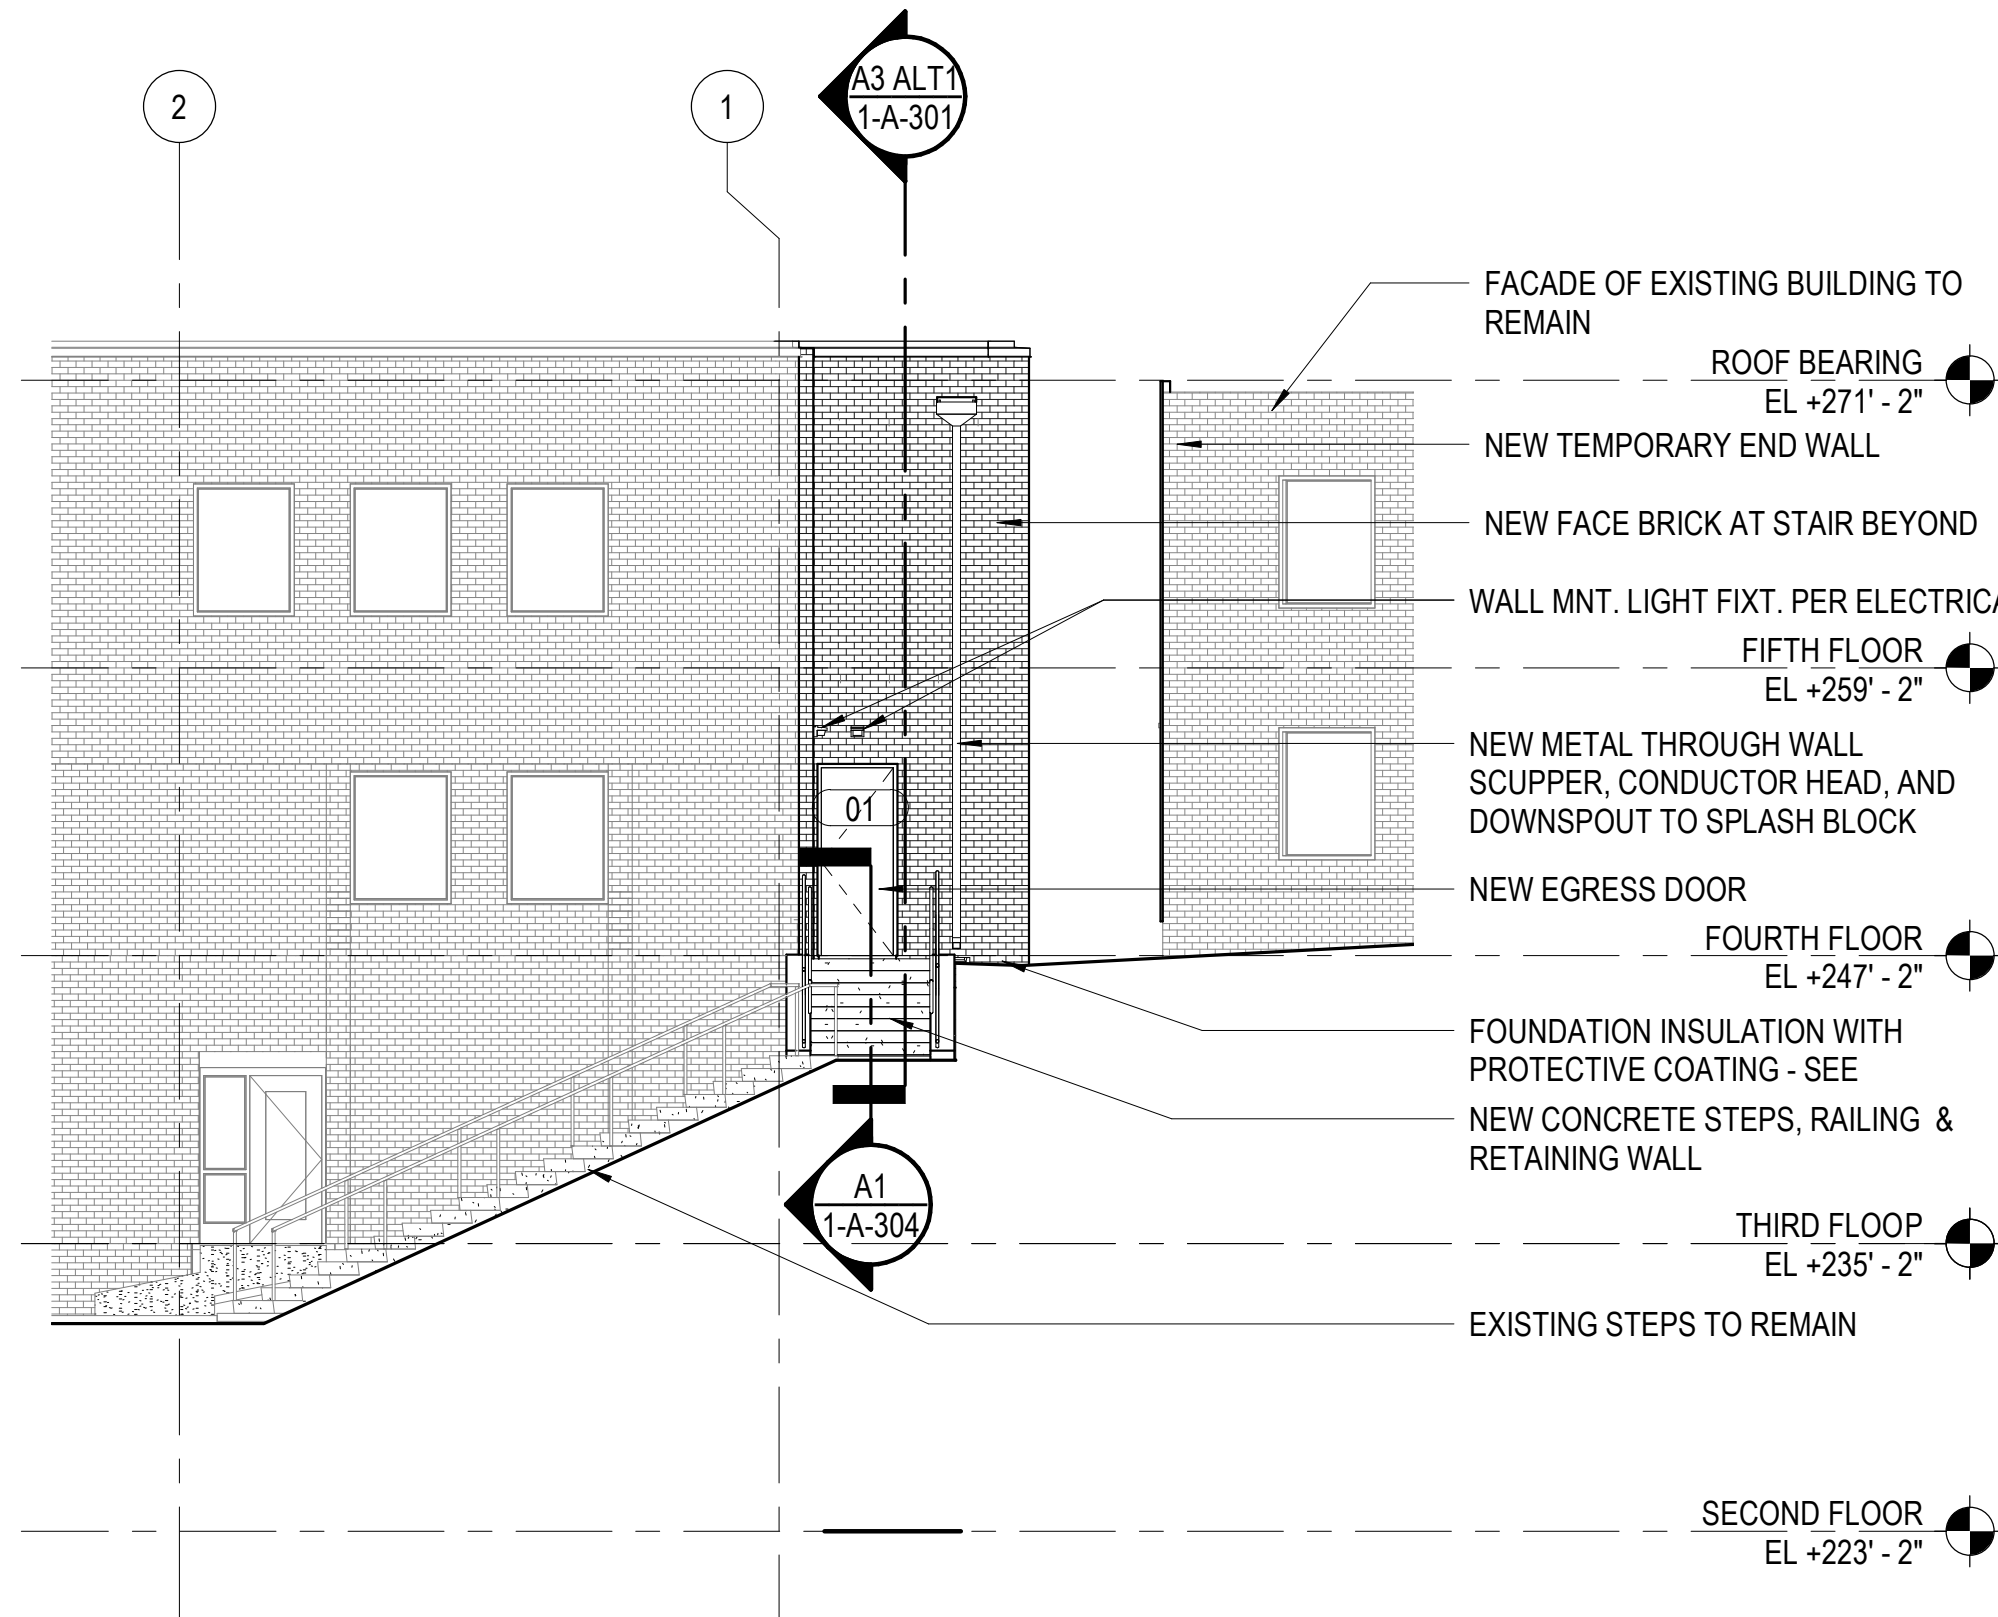 2
1
A3 ALT1
1-A-301
FACADE OF EXISTING BUILDING TO
REMAIN
ROOF BEARING
EL +271' - 2"
NEW TEMPORARY END WALL
NEW FACE BRICK AT STAIR BEYOND
WALL MNT. LIGHT FIXT. PER ELECTRICA
FIFTH FLOOR
EL +259' - 2"
NEW METAL THROUGH WALL
SCUPPER, CONDUCTOR HEAD, AND
DOWNSPOUT TO SPLASH BLOCK
01
NEW EGRESS DOOR
FOURTH FLOOR
EL +247' - 2"
FOUNDATION INSULATION WITH
PROTECTIVE COATING - SEE
NEW CONCRETE STEPS, RAILING &
RETAINING WALL
A1
1-A-304
THIRD FLOOP
EL +235' - 2"
EXISTING STEPS TO REMAIN
SECOND FLOOR
EL +223' - 2"